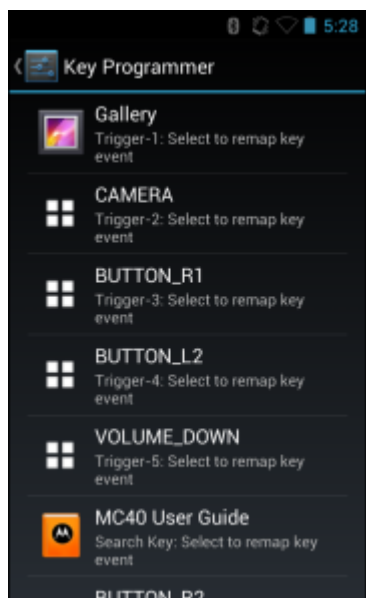 5:28
Key Programmer
Gallery
Trigger-1: Select to remap key
event
CAMERA
Trigger-2: Select to remap key
event
BUTTON_R1
Trigger-3: Select to remap key
event
BUTTON_L2
Trigger-4: Select to remap key
event
VOLUME_DOWN
Trigger-5: Select to remap key
event
MC40 User Guide
Search Key: Select to remap key
event
BUTTON_R2